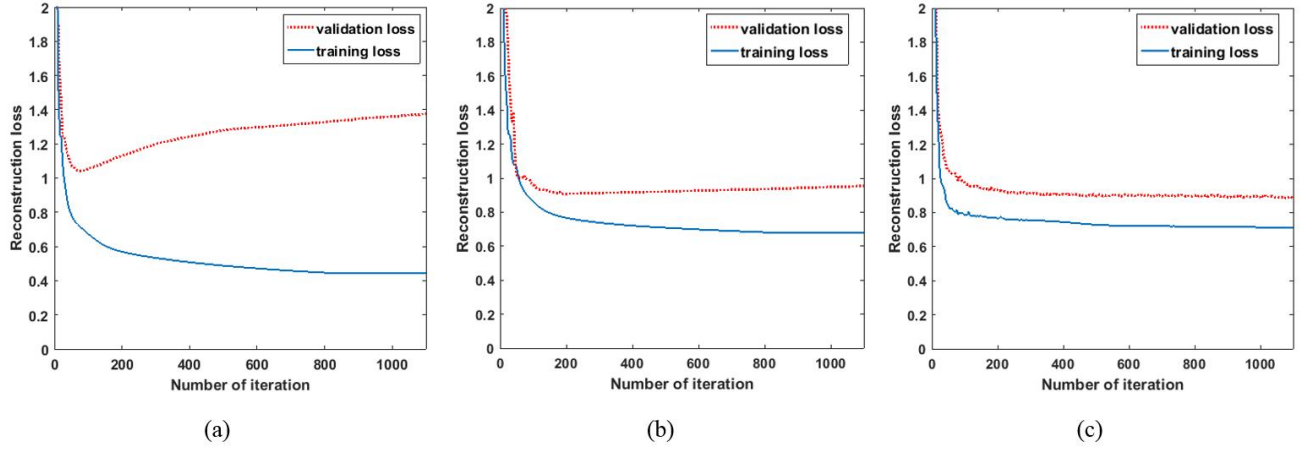 2
1.8
1.6
1.4
1.2
1
0.8
0.6
0.4
0.2
0
Reconstruction loss
validation loss
training loss
0 200 400 600 800 1000
Number of iteration
(a)
2
1.8
1.6
1.4
1.2
1
0.8
0.6
0.4
0.2
0
Reconstruction loss
validation loss
training loss
0 200 400 600 800 1000
Number of iteration
(b)
2
1.8
1.6
1.4
1.2
1
0.8
0.6
0.4
0.2
0
Reconstruction loss
validation loss
training loss
0 200 400 600 800 1000
Number of iteration
(c)